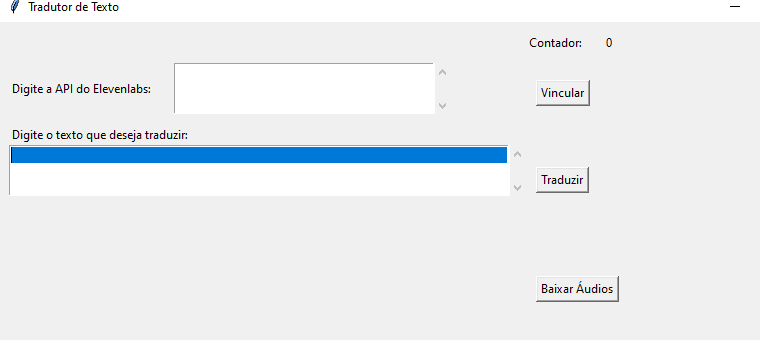 Tradutor de Texto
Contador: 0
Digite a API do Elevenlabs:
Vincular
Digite o texto que deseja traduzir:
Traduzir
Baixar Áudios